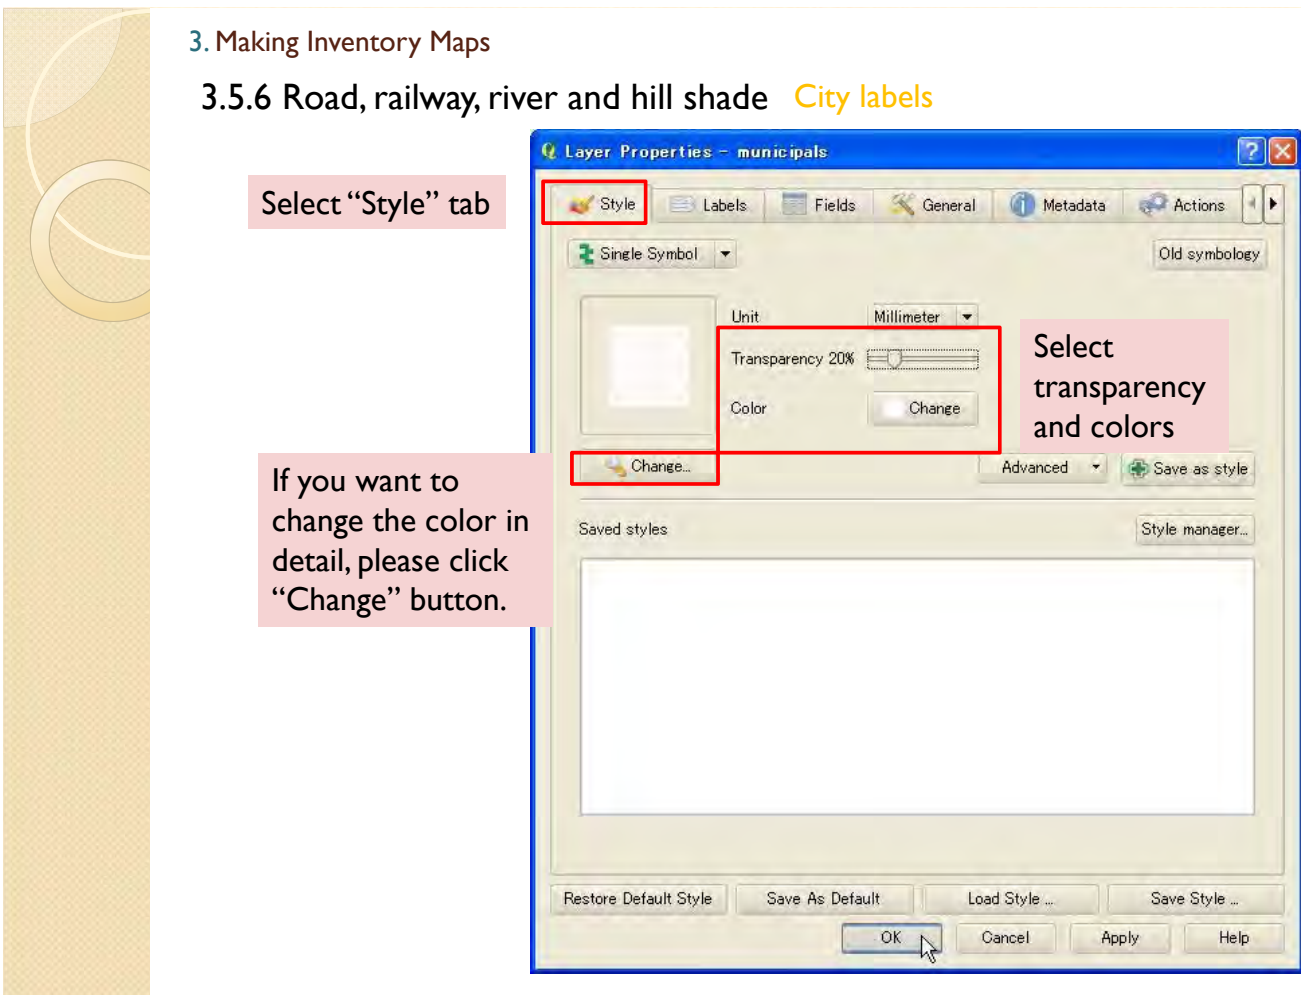 3. Making Inventory Maps
3.5.6 Road, railway, river and hill shade City labels
Select “Style” tab
Layer Properties - municipals
Style Labels Fields General Metadata Actions
Single Symbol
Old symbology
Unit Millimeter
Transparency 20%
Color Change
Select
transparency
and colors
Change...
Advanced
Save as style
If you want to
change the color in
detail, please click
“Change” button.
Saved styles
Style manager...
Restore Default Style Save As Default Load Style ... Save Style ...
OK Cancel Apply Help